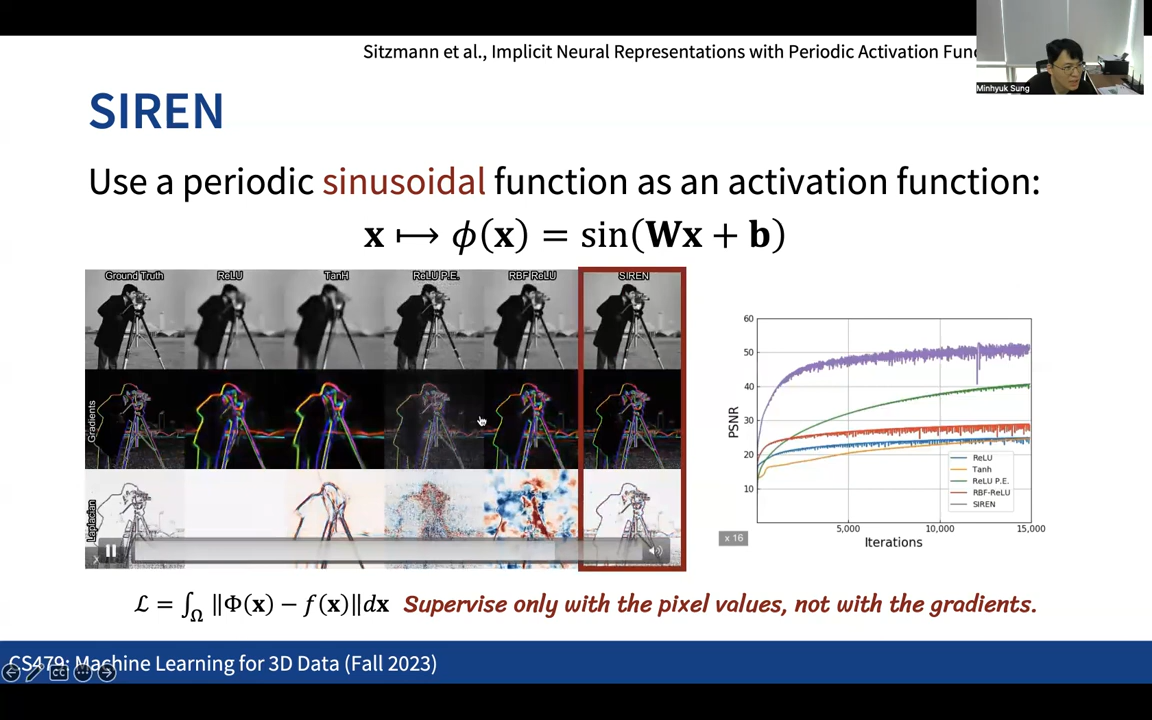 Sitzmann et al., Implicit Neural Representations with Periodic Activation
Minhyuk Sung
SIREN
Use a periodic sinusoidal function as an activation function:
𝐱 ⟼ 𝜙(𝐱) = sin(𝐖𝐱 + 𝐛)
Ground Truth ReLU TanH ReLU P.E. RBF ReLU SIREN
Gradients
Laplacian
60
50
40
30
20
10
PSNR
ReLU
Tanh
ReLU P.E.
RBF-ReLU
SIREN
5,000 10,000 15,000
Iterations
x 16
ℒ = ∫Ω ‖Φ(𝐱) − 𝑓(𝐱)‖𝑑𝐱 Supervise only with the pixel values, not with the gradients.
CS479: Machine Learning for 3D Data (Fall 2023)
CC